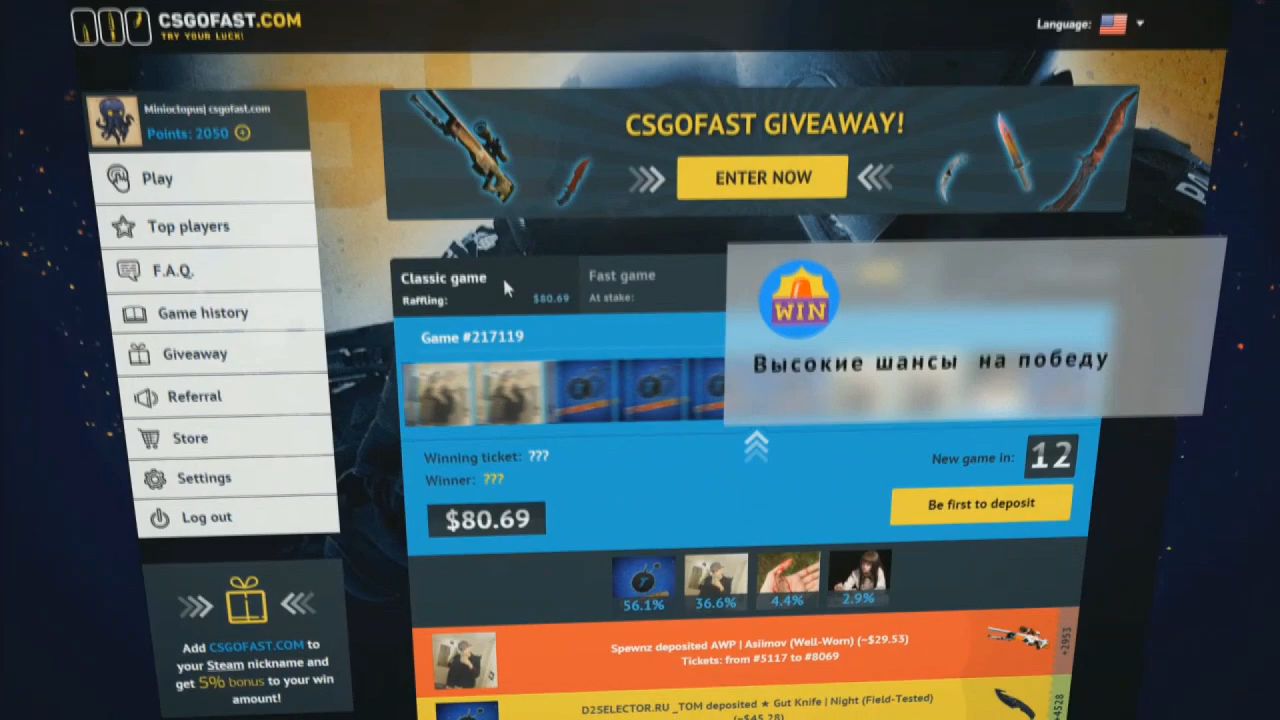 CSGOFAST.COM
TRY YOUR LUCK!
Language:
Minioctopus| csgofast.com
Points: 2050
Play
Top players
F.A.Q.
Game history
Giveaway
Referral
Store
Settings
Log out
Add CSGOFAST.COM to
your Steam nickname and
get 5% bonus to your win
amount!
CSGOFAST GIVEAWAY!
ENTER NOW
Classic game
Raffling: $80.69
Fast game
At stake:
Game #217119
WIN
Высокие шансы на победу
Winning ticket: ???
Winner: ???
$80.69
New game in: 12
Be first to deposit
56.1% 36.6% 4.4% 2.9%
Spewnz deposited AWP | Asiimov (Well-Worn) (~$29.53)
Tickets: from #5117 to #8069
+2953
D2SELECTOR.RU _TOM deposited ★ Gut Knife | Night (Field-Tested)
(~$45.28)
+4528